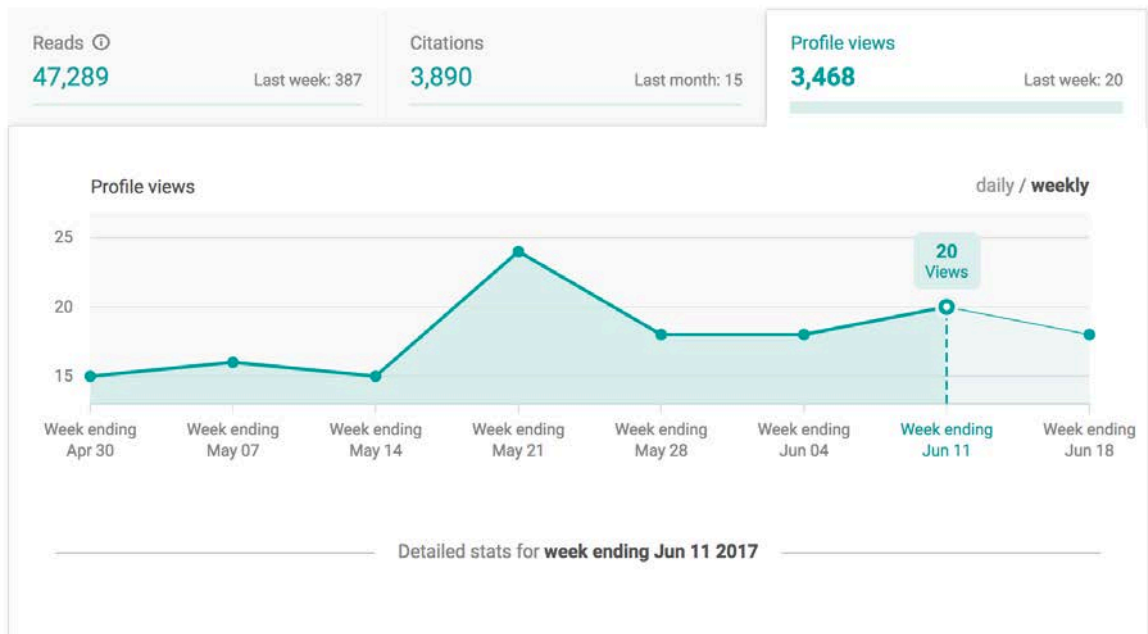 Reads ⓘ
47,289
Last week: 387
Citations
3,890
Last month: 15
Profile views
3,468
Last week: 20
Profile views
daily / weekly
25
20
15
20
Views
Week ending
Apr 30
Week ending
May 07
Week ending
May 14
Week ending
May 21
Week ending
May 28
Week ending
Jun 04
Week ending
Jun 11
Week ending
Jun 18
Detailed stats for week ending Jun 11 2017